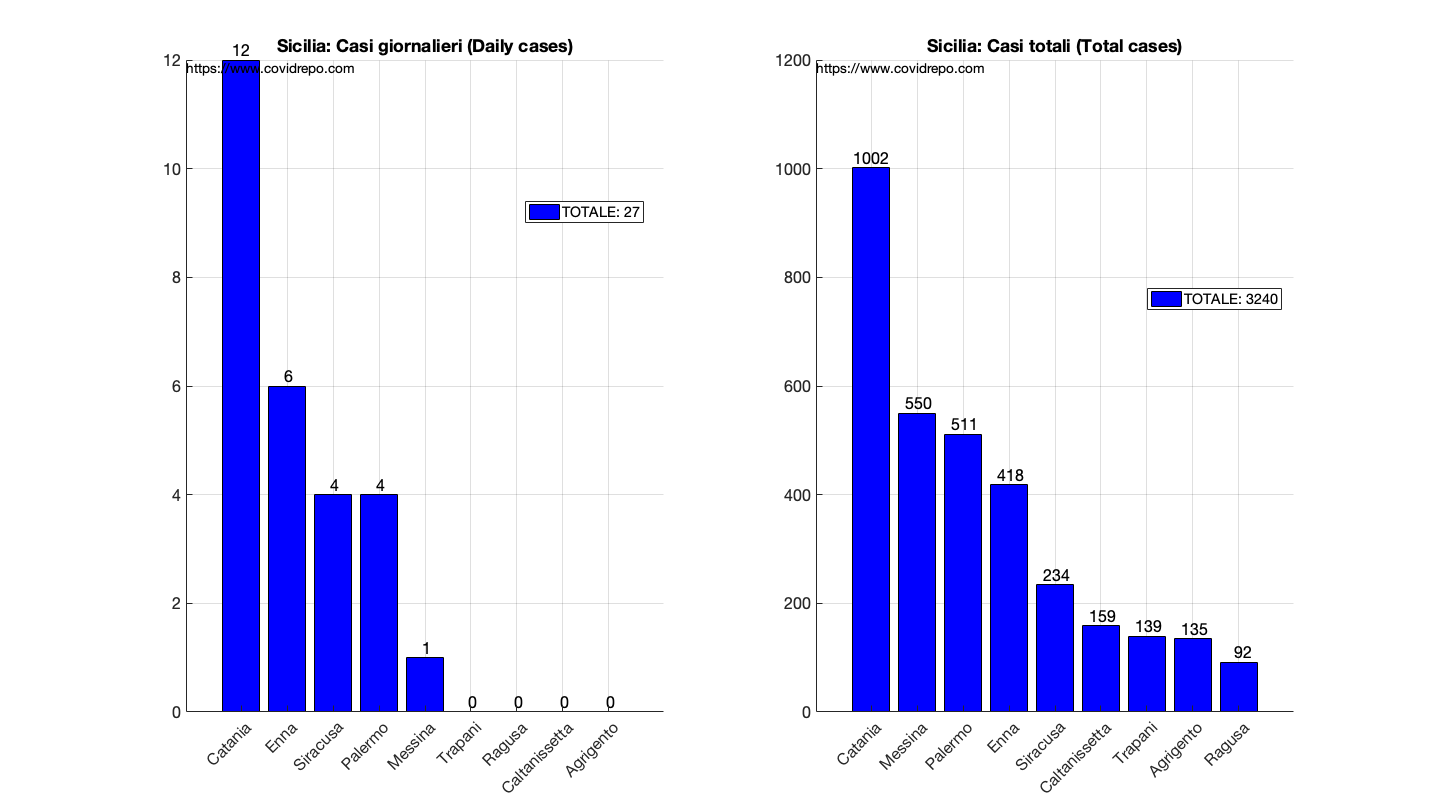 Sicilia: Casi giornalieri (Daily cases)
https://www.covidrepo.com
12
10
8
6
4
2
0
12
6
4
4
1
0
0
0
0
TOTALE: 27
Catania
Enna
Siracusa
Palermo
Messina
Trapani
Ragusa
Caltanissetta
Agrigento
Sicilia: Casi totali (Total cases)
https://www.covidrepo.com
1200
1000
800
600
400
200
0
1002
550
511
418
234
159
139
135
92
TOTALE: 3240
Catania
Messina
Palermo
Enna
Siracusa
Caltanissetta
Trapani
Agrigento
Ragusa